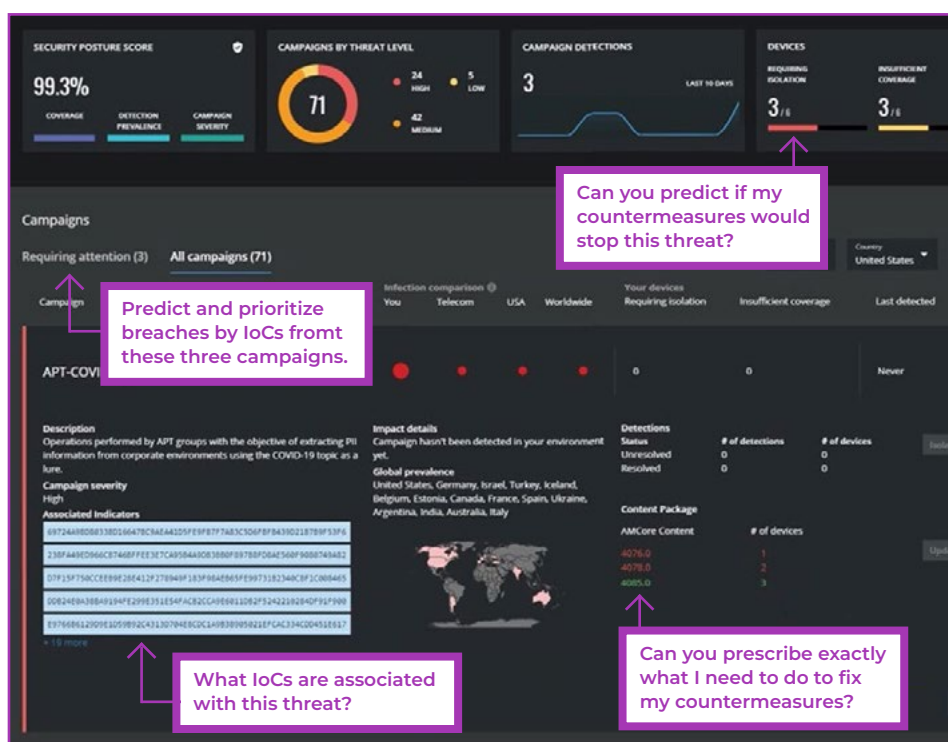 SECURITY POSTURE SCORE
99.3%
COVERAGE
DETECTION
PREVALENCE
CAMPAIGN
SEVERITY
CAMPAIGNS BY THREAT LEVEL
71
24
HIGH
5
LOW
42
MEDIUM
CAMPAIGN DETECTIONS
3
LAST 10 DAYS
DEVICES
REQUIRING
ISOLATION
3/6
INSUFFICIENT
COVERAGE
3/6
Can you predict if my
countermeasures would
stop this threat?
Campaigns
Requiring attention (3) All campaigns (71)
Country
United States
Predict and prioritize
breaches by IoCs fromt
these three campaigns.
Campaign
Infection comparison
You Telecom USA Worldwide
Your devices
Requiring isolation Insufficient coverage Last detected
APT-COVI
0 0 Never
Description
Operations performed by APT groups with the objective of extracting PII
information from corporate environments using the COVID-19 topic as a
lure.
Campaign severity
High
Associated Indicators
+ 19 more
Impact details
Campaign hasn't been detected in your environment
yet.
Global prevalence
United States, Germany, Israel, Turkey, Iceland,
Belgium, Estonia, Canada, France, Spain, Ukraine,
Argentina, India, Australia, Italy
Detections
Status # of detections # of devices
Unresolved 0 0
Resolved 0 0
Content Package
AMCore Content # of devices
4076.0 1
4078.0 2
4085.0 3
What IoCs are associated
with this threat?
Can you prescribe exactly
what I need to do to fix
my countermeasures?